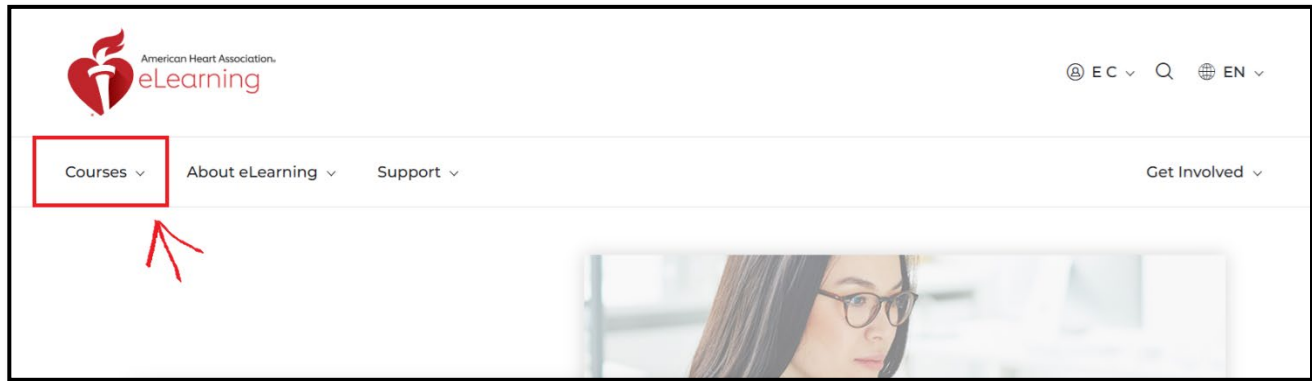 American Heart Association®
eLearning
E C
EN
Courses
About eLearning
Support
Get Involved